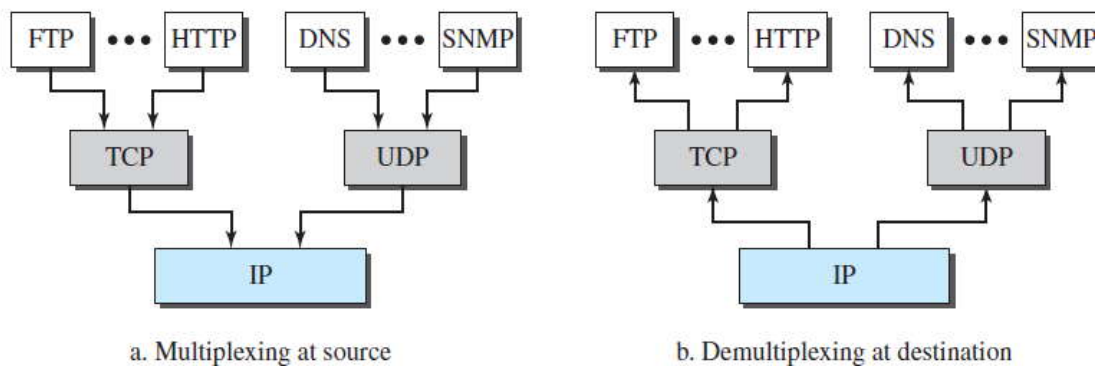 FTP ••• HTTP DNS ••• SNMP FTP ••• HTTP DNS ••• SNMP
TCP UDP TCP UDP
IP IP
a. Multiplexing at source b. Demultiplexing at destination